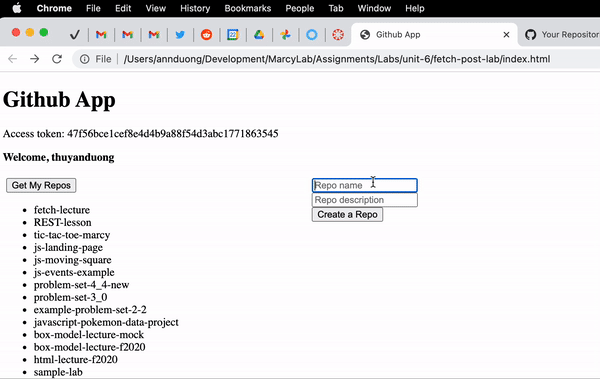 Chrome File Edit View History Bookmarks People Tab Window Help
Github App Your Repositor
File /Users/annduong/Development/MarcyLab/Assignments/Labs/unit-6/fetch-post-lab/index.html
Github App
Access token: 47f56bce1cef8e4d4b9a88f54d3abc1771863545
Welcome, thuyanduong
Get My Repos
fetch-lecture
REST-lesson
tic-tac-toe-marcy
js-landing-page
js-moving-square
js-events-example
problem-set-4_4-new
problem-set-3_0
example-problem-set-2-2
javascript-pokemon-data-project
box-model-lecture-mock
box-model-lecture-f2020
html-lecture-f2020
sample-lab
Repo name
Repo description
Create a Repo